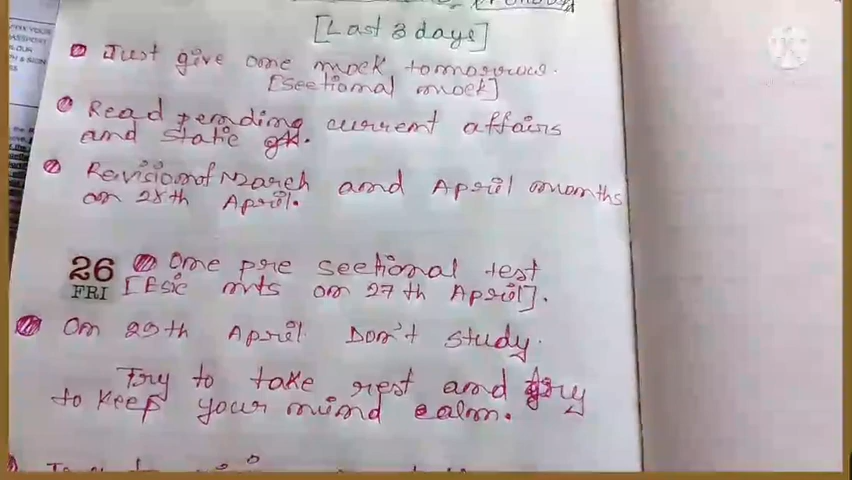 [Last 3 days]
Just give one mock tomorrow.
[Sectional mock]
Read pending current affairs
and static gk.
Revision of March and April months
on 28th April.
26 One pre sectional test
FRI [Esic mts on 27th April].
On 29th April Don't study.
Try to take rest and try
to keep your mind calm.